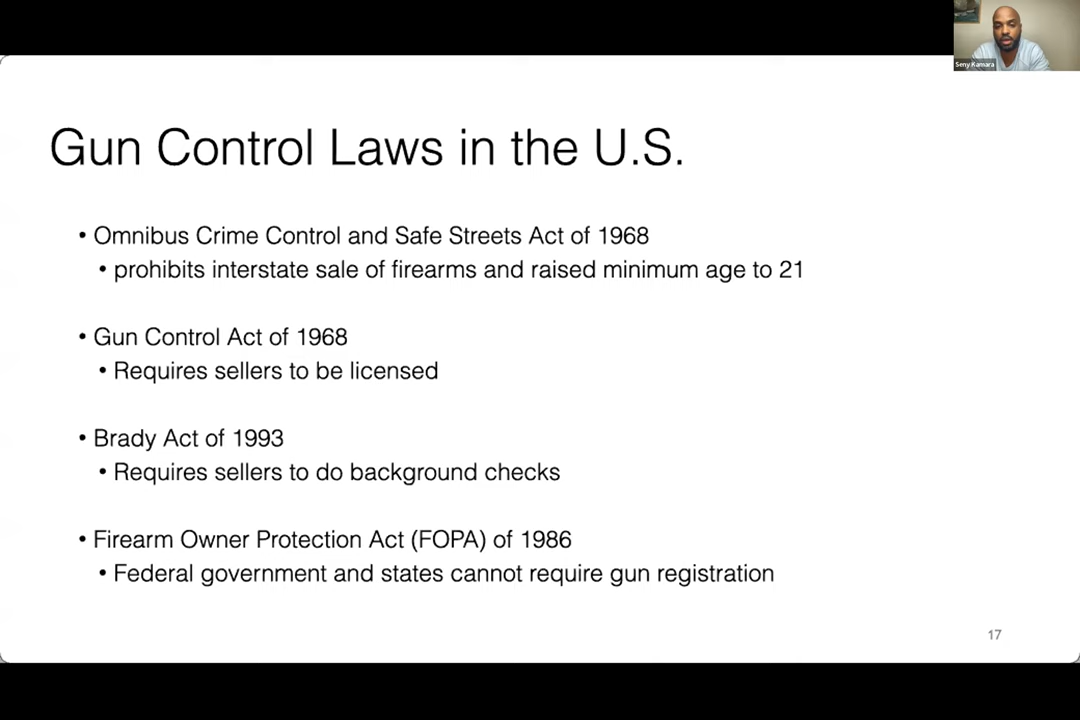 Seny Kamara
Gun Control Laws in the U.S.
• Omnibus Crime Control and Safe Streets Act of 1968
• prohibits interstate sale of firearms and raised minimum age to 21
• Gun Control Act of 1968
• Requires sellers to be licensed
• Brady Act of 1993
• Requires sellers to do background checks
• Firearm Owner Protection Act (FOPA) of 1986
• Federal government and states cannot require gun registration
17